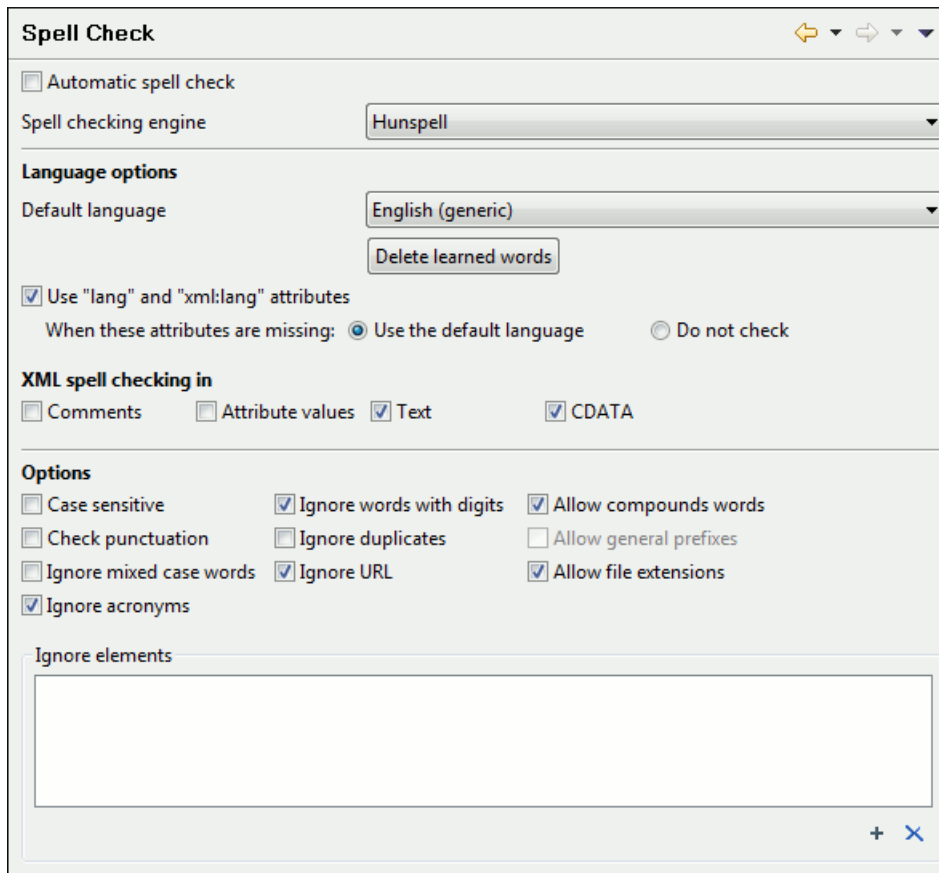 Spell Check
Automatic spell check
Spell checking engine Hunspell
Language options
Default language English (generic)
Delete learned words
Use "lang" and "xml:lang" attributes
When these attributes are missing: Use the default language Do not check
XML spell checking in
Comments Attribute values Text CDATA
Options
Case sensitive Ignore words with digits Allow compounds words
Check punctuation Ignore duplicates Allow general prefixes
Ignore mixed case words Ignore URL Allow file extensions
Ignore acronyms
Ignore elements